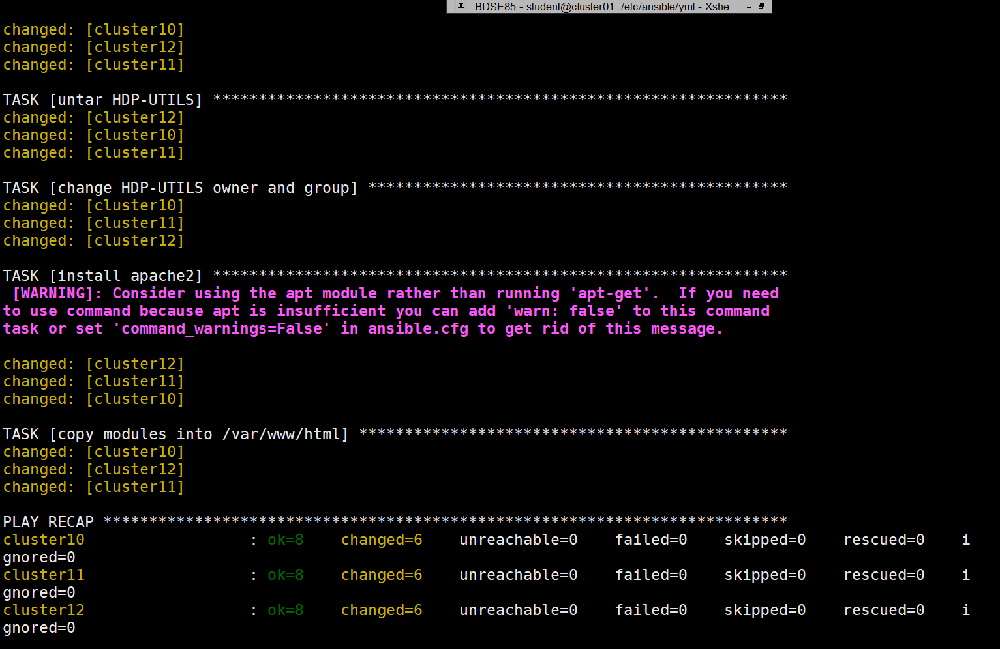 BDSE85 - student@cluster01: /etc/ansible/yml - Xshe
changed: [cluster10]
changed: [cluster12]
changed: [cluster11]
TASK [untar HDP-UTILS] ***************************************************************
changed: [cluster12]
changed: [cluster10]
changed: [cluster11]
TASK [change HDP-UTILS owner and group] **********************************************
changed: [cluster10]
changed: [cluster11]
changed: [cluster12]
TASK [install apache2] ***************************************************************
[WARNING]: Consider using the apt module rather than running 'apt-get'.  If you need
to use command because apt is insufficient you can add 'warn: false' to this command
task or set 'command_warnings=False' in ansible.cfg to get rid of this message.
changed: [cluster12]
changed: [cluster11]
changed: [cluster10]
TASK [copy modules into /var/www/html] ***********************************************
changed: [cluster10]
changed: [cluster12]
changed: [cluster11]
PLAY RECAP ***************************************************************************
cluster10                  : ok=8    changed=6    unreachable=0    failed=0    skipped=0    rescued=0    i
gnored=0
cluster11                  : ok=8    changed=6    unreachable=0    failed=0    skipped=0    rescued=0    i
gnored=0
cluster12                  : ok=8    changed=6    unreachable=0    failed=0    skipped=0    rescued=0    i
gnored=0